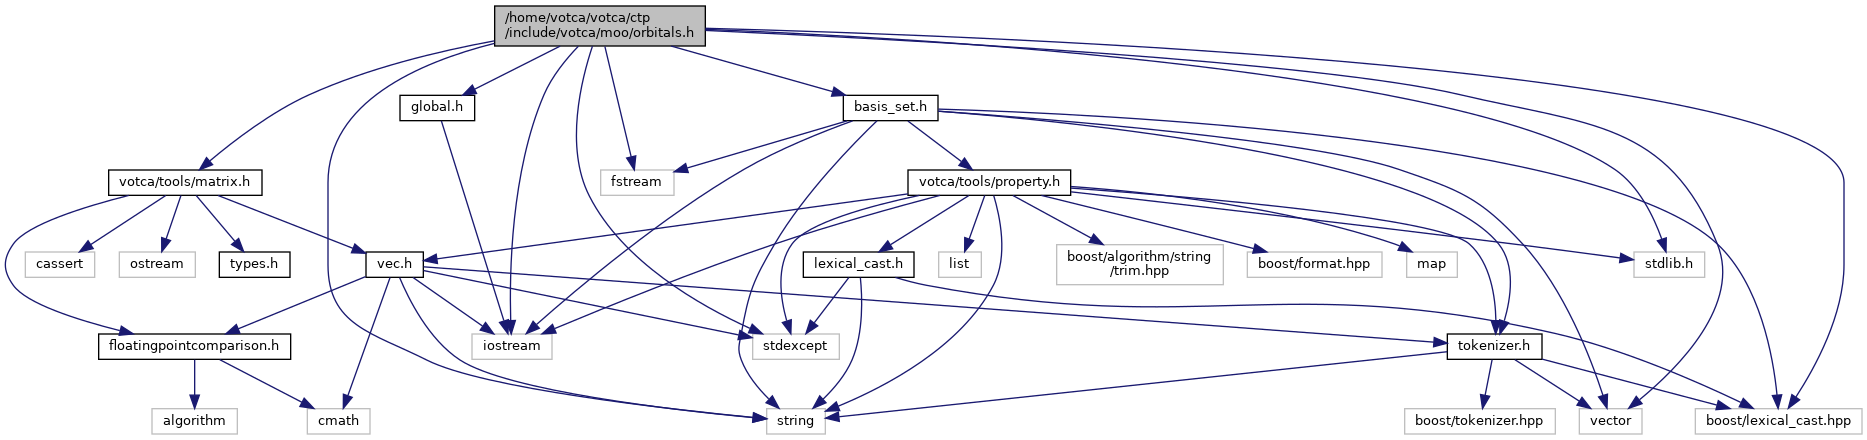 /home/votca/votca/ctp
/include/votca/moo/orbitals.h
global.h
basis_set.h
votca/tools/matrix.h
fstream
votca/tools/property.h
cassert
ostream
types.h
vec.h
lexical_cast.h
list
boost/algorithm/string
/trim.hpp
boost/format.hpp
map
stdlib.h
floatingpointcomparison.h
iostream
stdexcept
tokenizer.h
algorithm
cmath
string
boost/tokenizer.hpp
vector
boost/lexical_cast.hpp